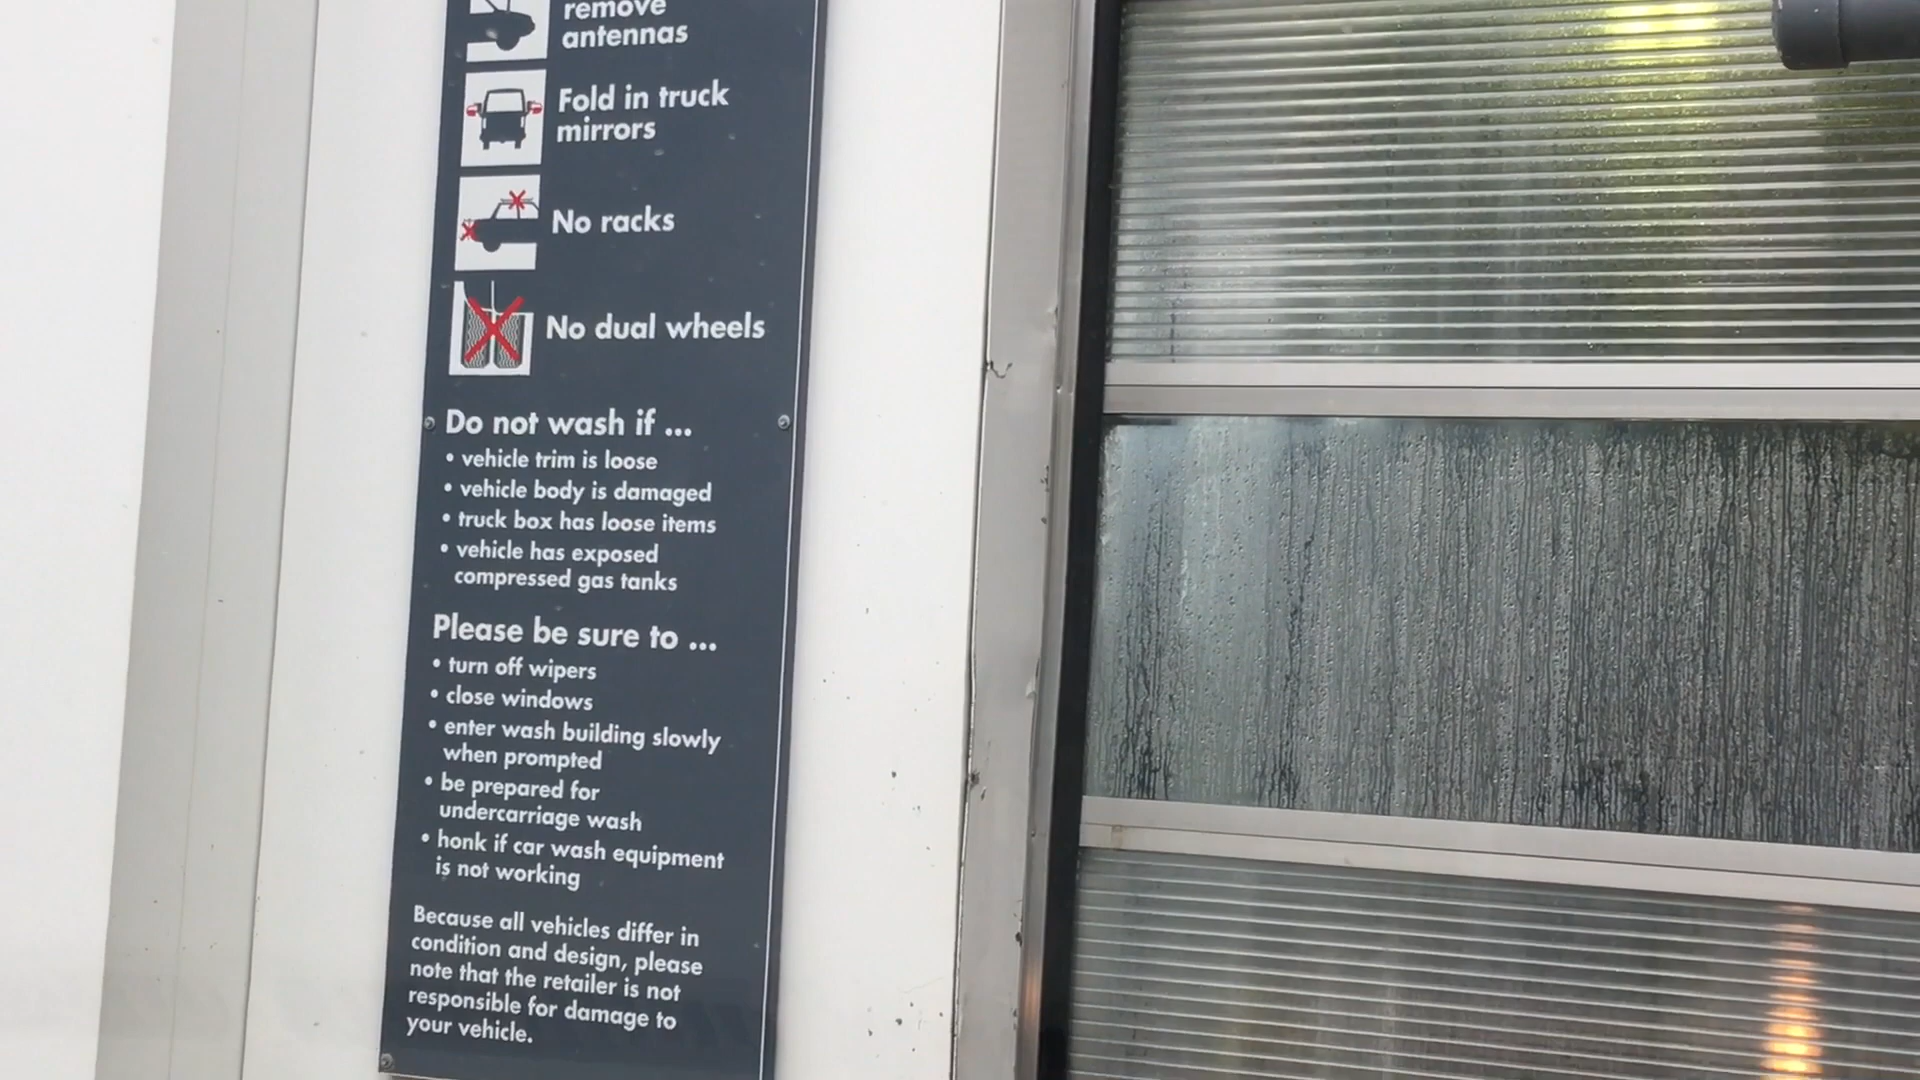 remove
antennas
Fold in truck
mirrors
No racks
No dual wheels
Do not wash if ...
• vehicle trim is loose
• vehicle body is damaged
• truck box has loose items
• vehicle has exposed
compressed gas tanks
Please be sure to ...
• turn off wipers
• close windows
• enter wash building slowly
when prompted
• be prepared for
undercarriage wash
• honk if car wash equipment
is not working
Because all vehicles differ in
condition and design, please
note that the retailer is not
responsible for damage to
your vehicle.